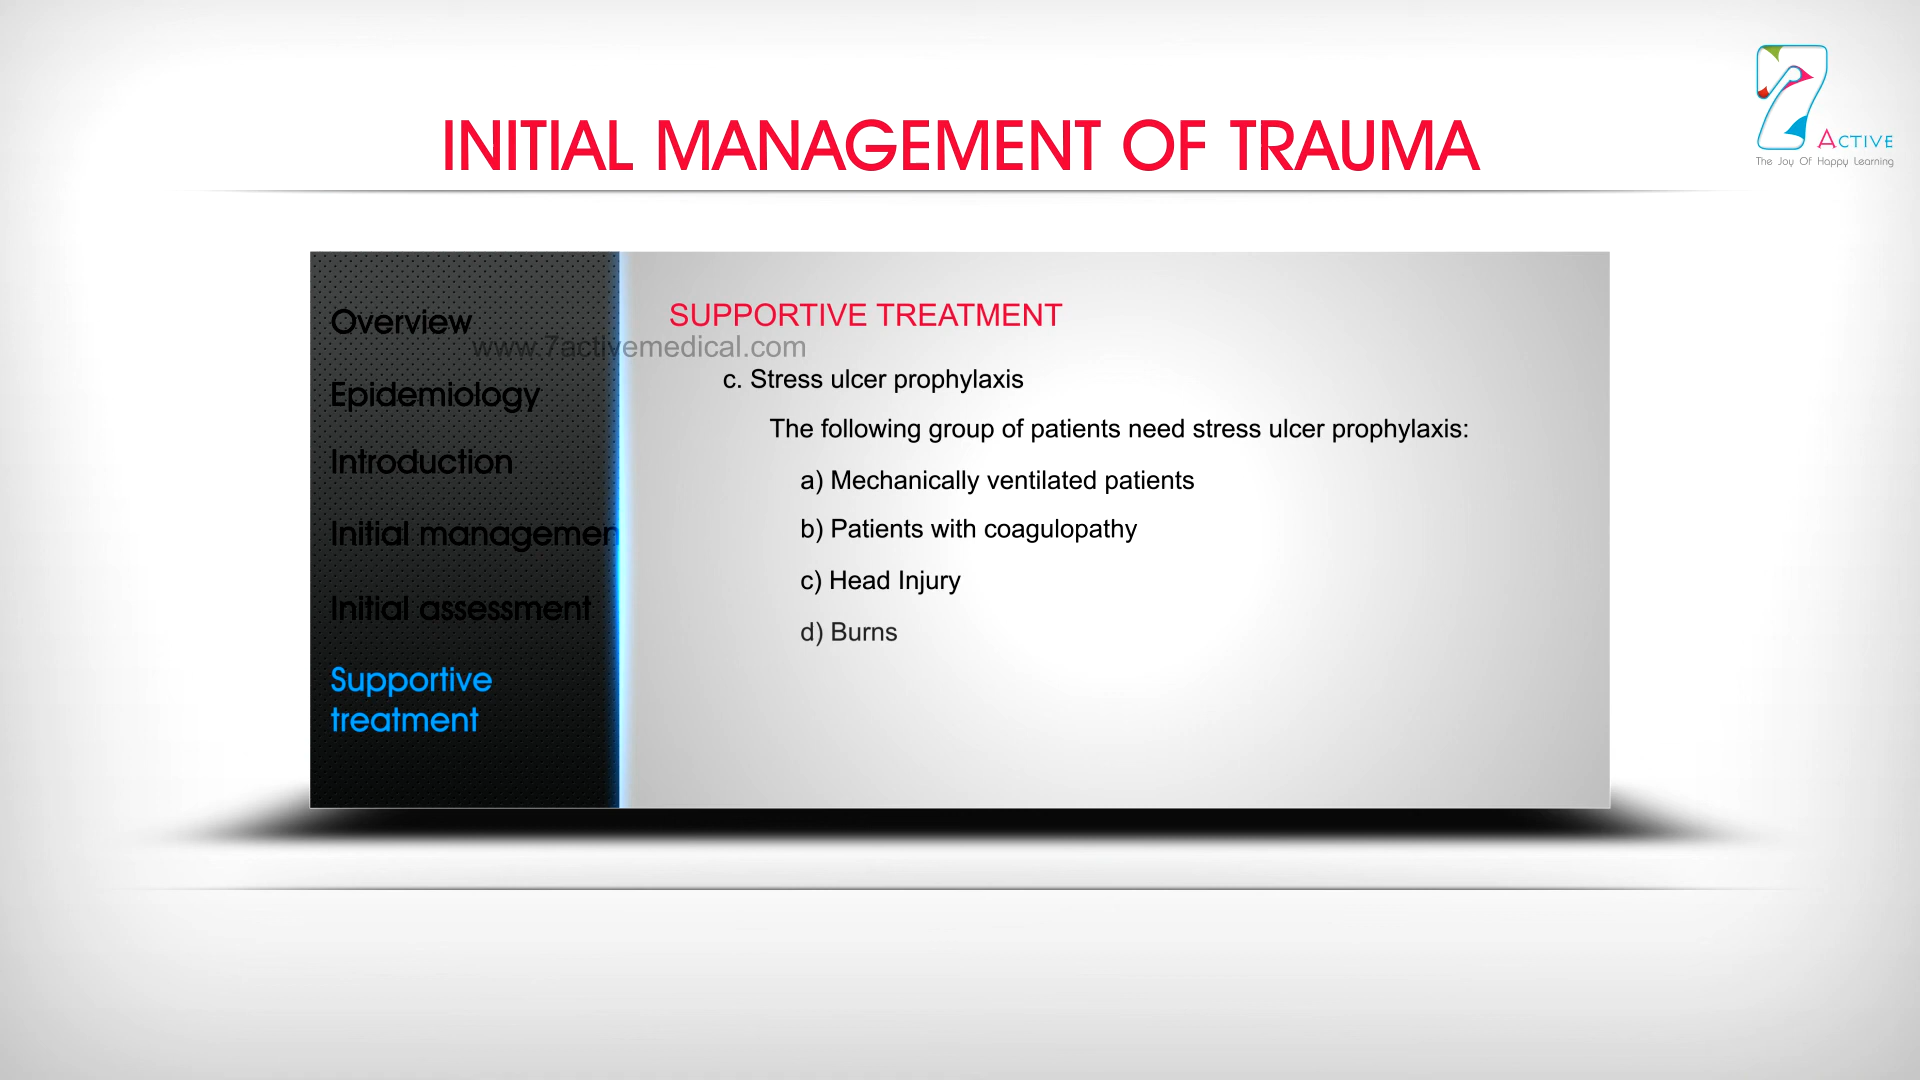 INITIAL MANAGEMENT OF TRAUMA
7 ACTIVE
The Joy Of Happy Learning
Overview
Epidemiology
Introduction
Initial managemen
Initial assessment
Supportive
treatment
SUPPORTIVE TREATMENT
www.7activemedical.com
c. Stress ulcer prophylaxis
The following group of patients need stress ulcer prophylaxis:
a) Mechanically ventilated patients
b) Patients with coagulopathy
c) Head Injury
d) Burns